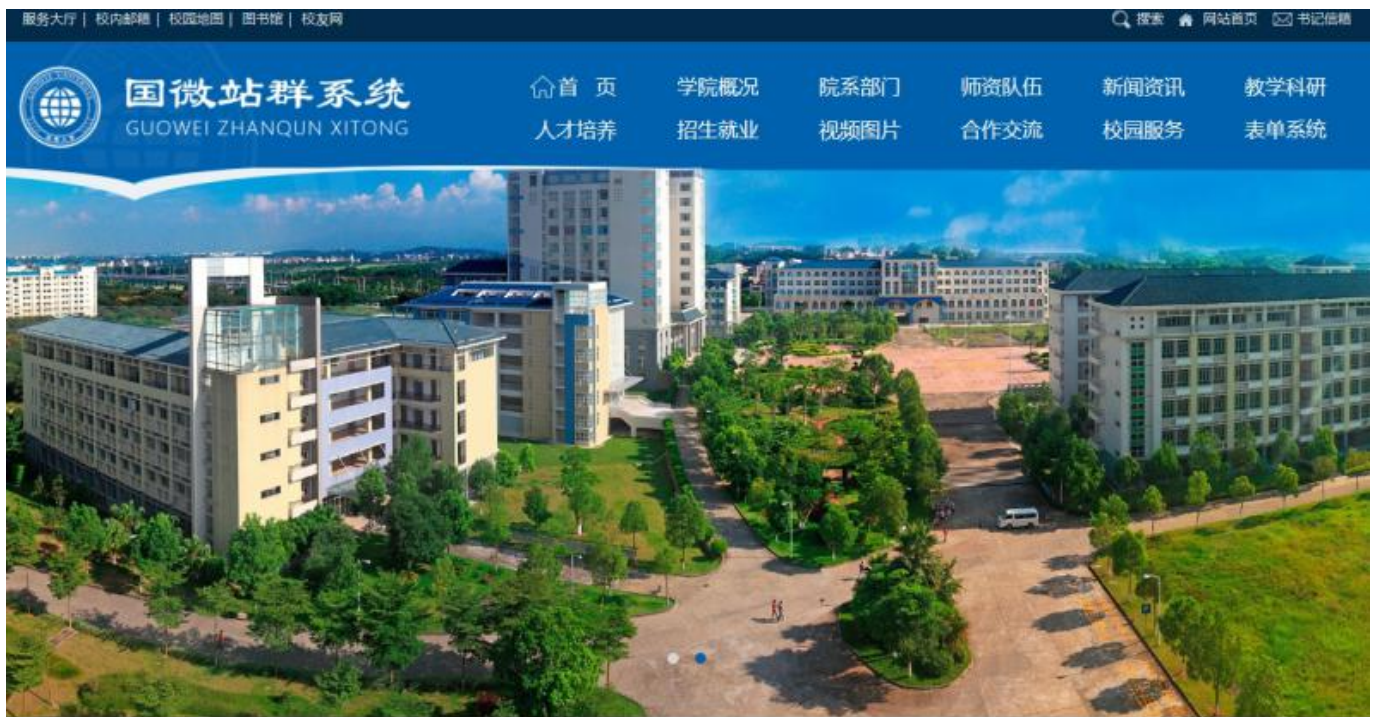 服务大厅 | 校内邮箱 | 校园地图 | 图书馆 | 校友网
搜索 网站首页 书记信箱
国微站群系统
GUOWEI ZHANQUN XITONG
首 页 学院概况 院系部门 师资队伍 新闻资讯 教学科研
人才培养 招生就业 视频图片 合作交流 校园服务 表单系统